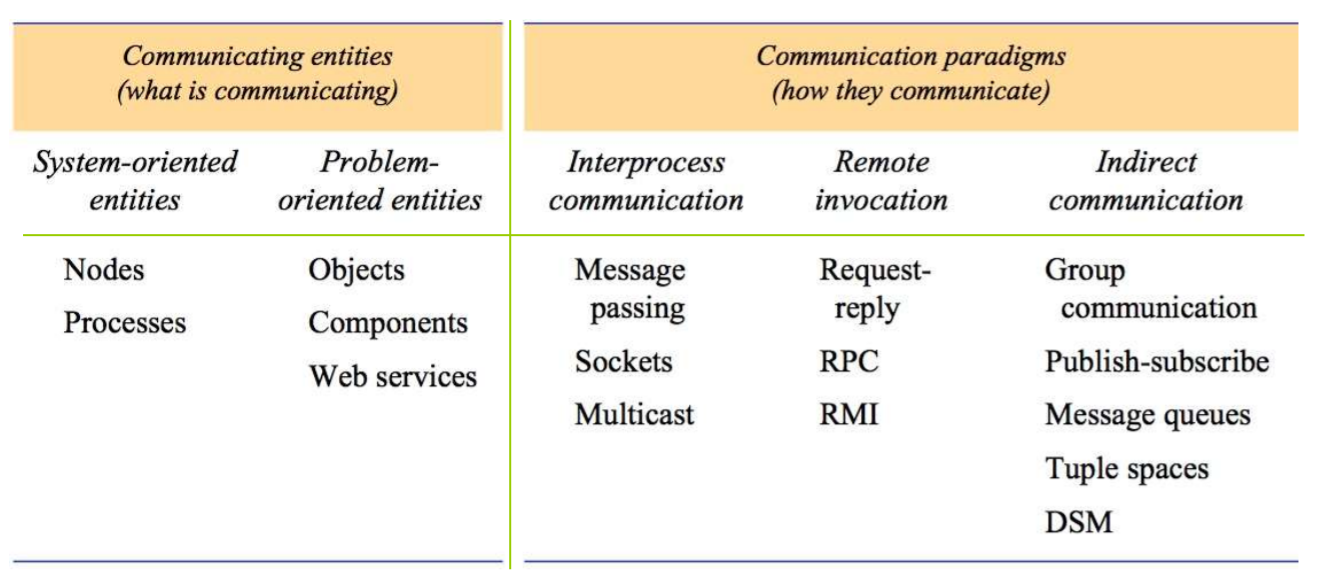 Communicating entities
(what is communicating)
Communication paradigms
(how they communicate)
System-oriented
entities
Problem-
oriented entities
Interprocess
communication
Remote
invocation
Indirect
communication
Nodes
Processes
Objects
Components
Web services
Message
passing
Sockets
Multicast
Request-
reply
RPC
RMI
Group
communication
Publish-subscribe
Message queues
Tuple spaces
DSM